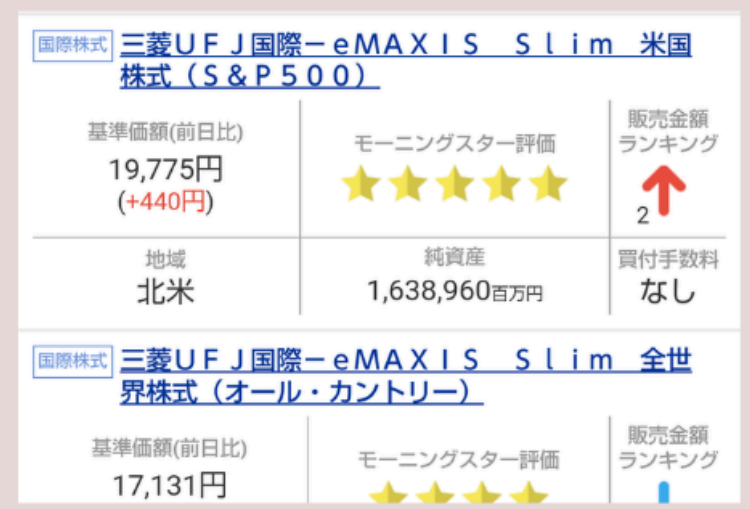 国際株式 三菱ＵＦＪ国際－ｅＭＡＸＩＳ　Ｓｌｉｍ　米国
株式（Ｓ＆Ｐ５００）
基準価額(前日比)
19,775円
(+440円)
モーニングスター評価
販売金額
ランキング
2
地域
北米
純資産
1,638,960百万円
買付手数料
なし
国際株式 三菱ＵＦＪ国際－ｅＭＡＸＩＳ　Ｓｌｉｍ　全世
界株式（オール・カントリー）
基準価額(前日比)
17,131円
モーニングスター評価
販売金額
ランキング